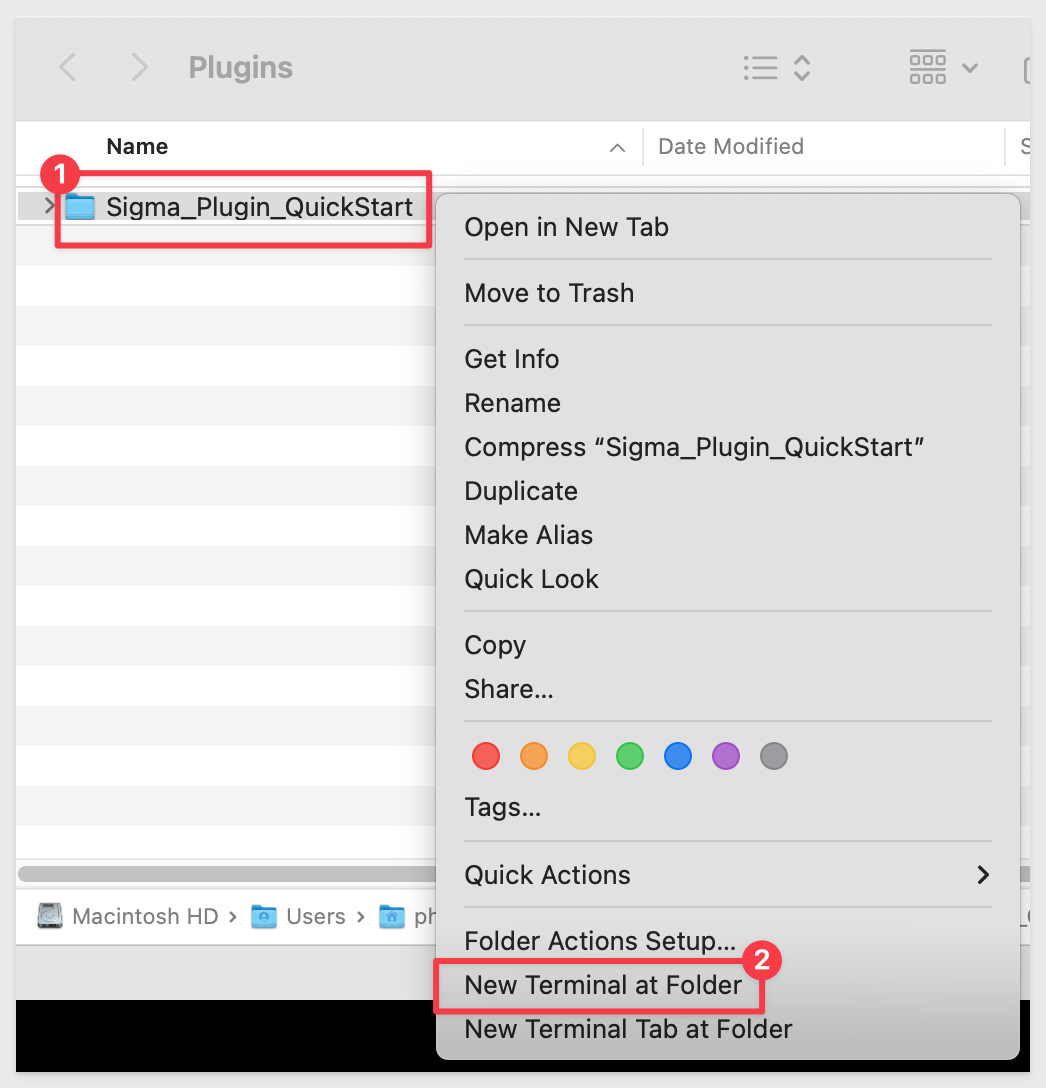 Plugins
Name
Date Modified
S
1
Sigma_Plugin_QuickStart
Open in New Tab
Move to Trash
Get Info
Rename
Compress “Sigma_Plugin_QuickStart”
Duplicate
Make Alias
Quick Look
Copy
Share...
Tags...
Quick Actions
Macintosh HD › Users › ph
Folder Actions Setup...
2
New Terminal at Folder
New Terminal Tab at Folder